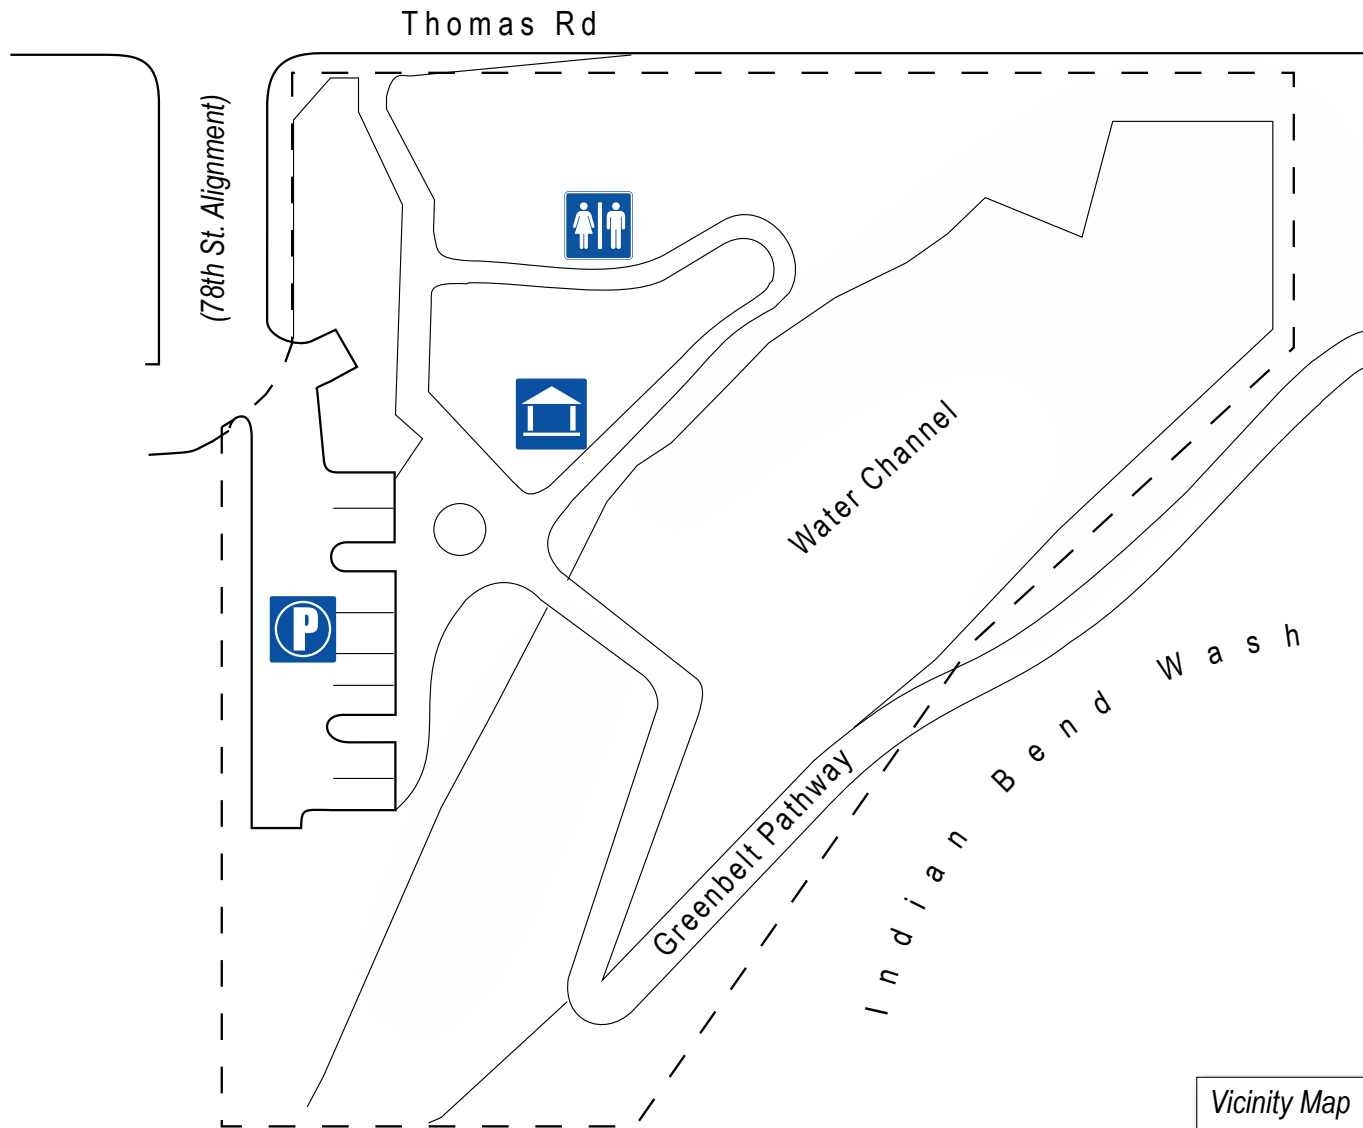 Thomas Rd
(78th St. Alignment)
P
Water Channel
Greenbelt Pathway
Indian Bend Wash
Vicinity Map